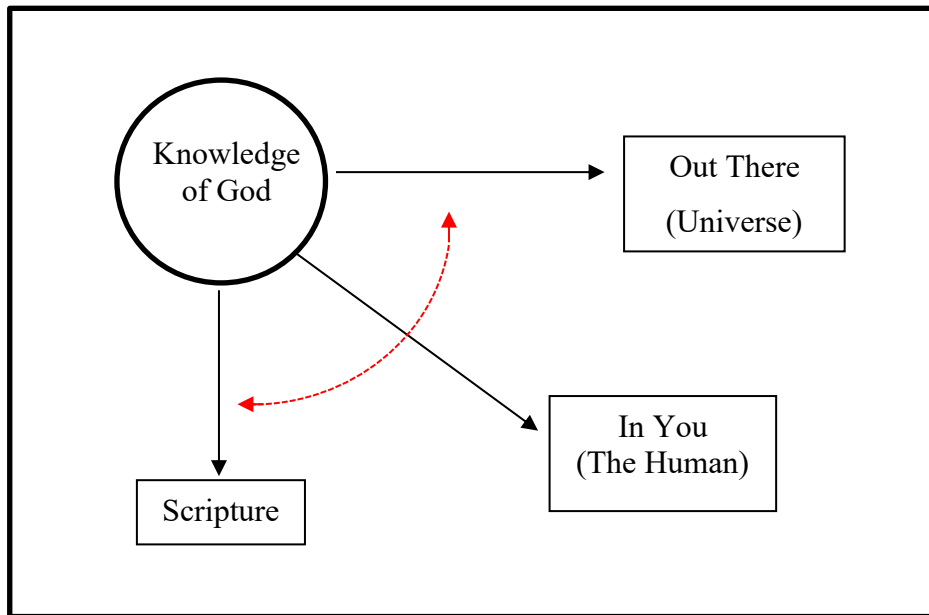 Knowledge
of God
Out There
(Universe)
In You
(The Human)
Scripture